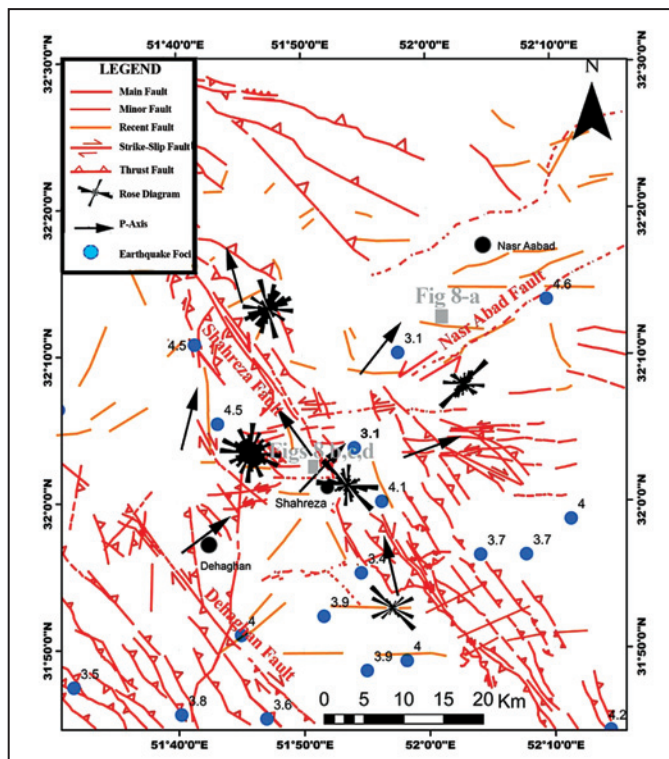 51°40'0"E 51°50'0"E 52°0'0"E 52°10'0"E
32°30'0"N 32°30'0"N
N
LEGEND
Main Fault
Minor Fault
Recent Fault
Strike-Slip Fault
Thrust Fault
Rose Diagram
P-Axis
Earthquake Foci
32°20'0"N 32°20'0"N
Nasr Aabad
4.6
Fig 8-a
Nasr Abad Fault
Shahreza Fault
4.5
3.1
32°10'0"N 32°10'0"N
4.5
3.1
Figs 8 b,c,d
4.1
Shahreza
32°0'0"N 32°0'0"N
4
Dehaghan
3.7 3.7
3.4
Dehaghan Fault
3.9
4
31°50'0"N 31°50'0"N
3.9 4
3.5
3.8 3.6
4.2
0 2.5 5 10 15 20 Km
51°40'0"E 51°50'0"E 52°0'0"E 52°10'0"E